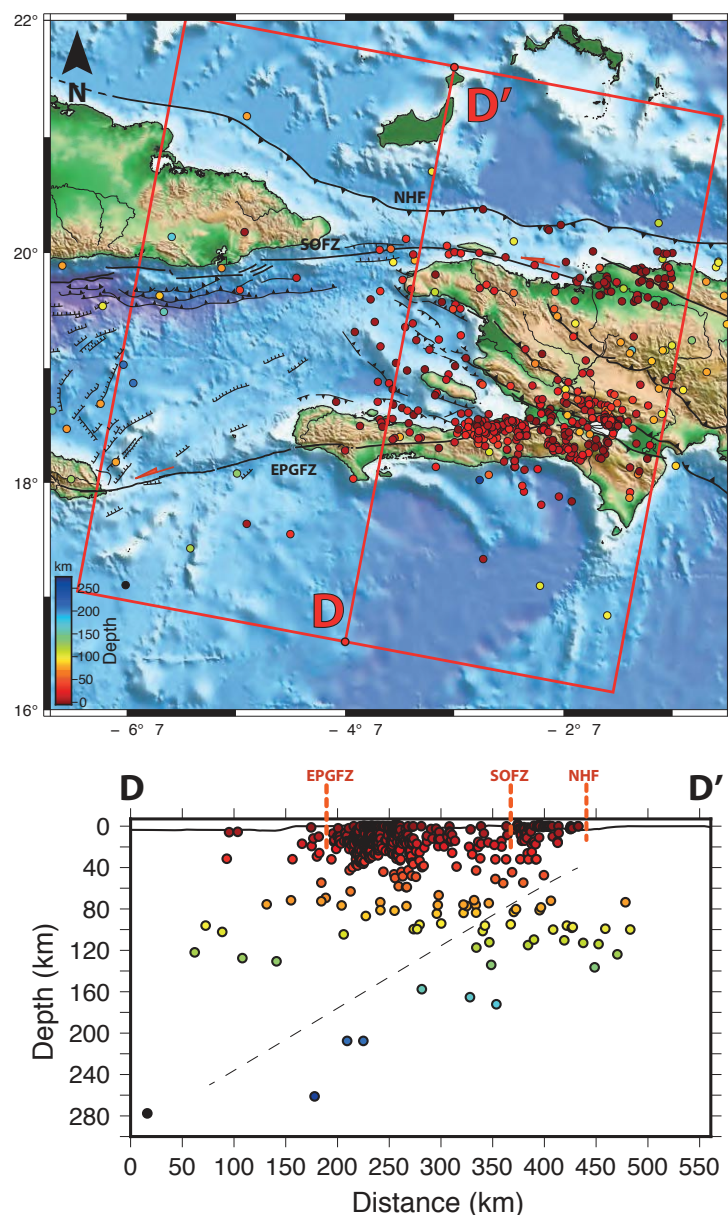 22°
N
D'
NHF
SOFZ
20°
EPGFZ
18°
km
250
200
150
100
50
0
Depth
D
16°
− 6° 7
− 4° 7
− 2° 7
D EPGFZ SOFZ NHF D'
0
40
80
120
160
200
240
280
Depth (km)
0 50 100 150 200 250 300 350 400 450 500 550
Distance (km)